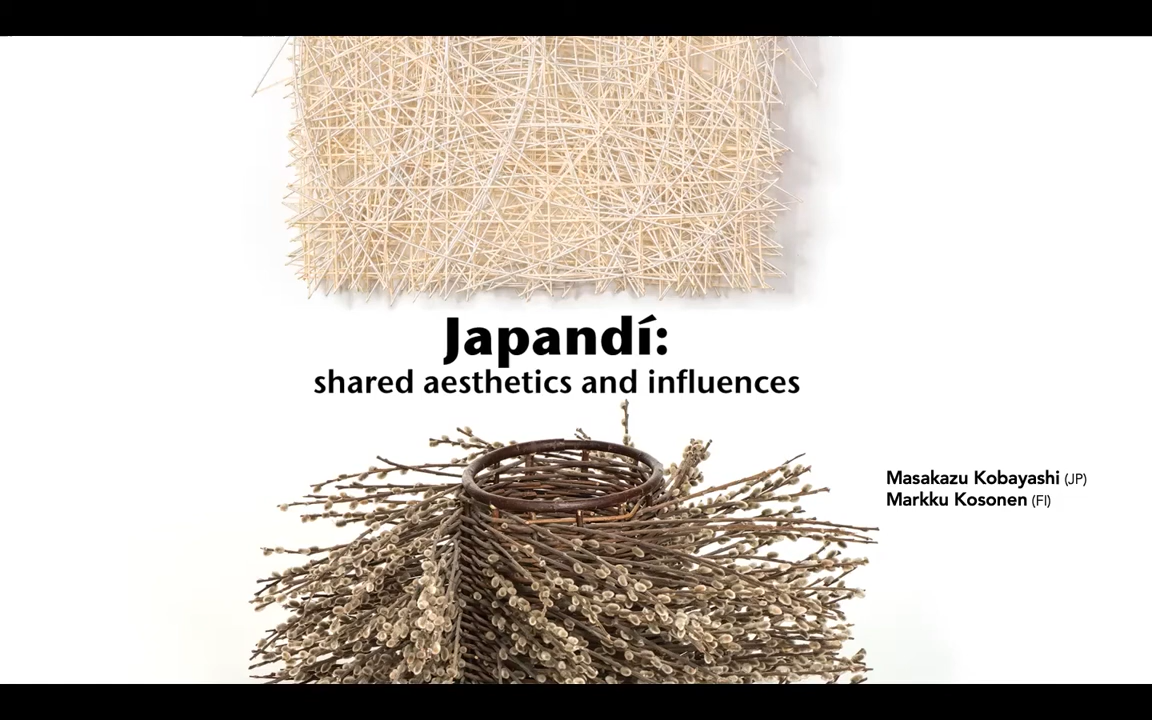 Japandí:
shared aesthetics and influences
Masakazu Kobayashi (JP)
Markku Kosonen (FI)